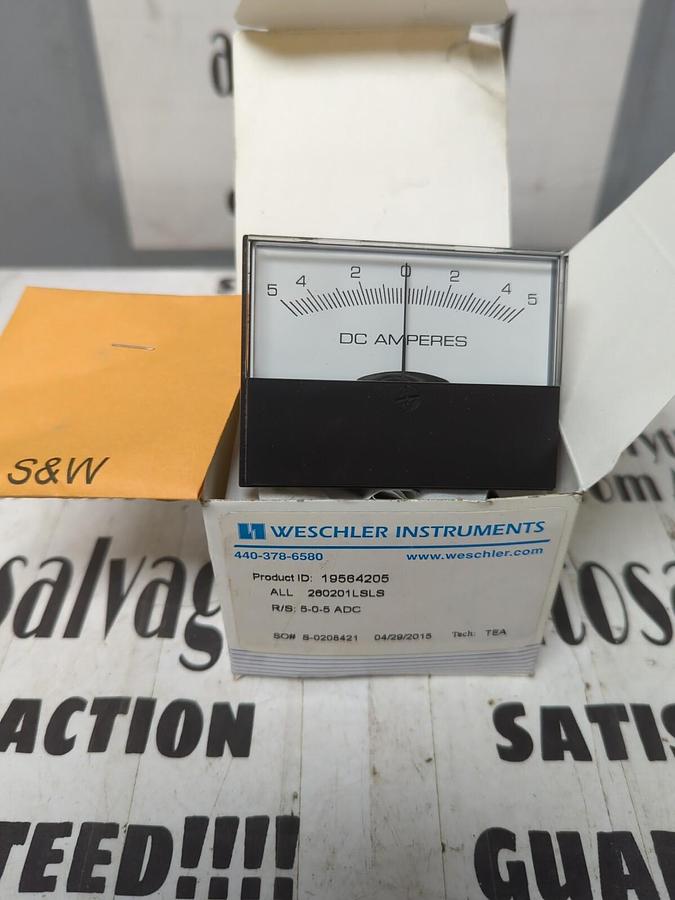 5 4 2 0 2 4 5
DC AMPERES
S&W
WESCHLER INSTRUMENTS
440-378-6580 www.weschler.com
Product ID: 19564205
ALL 260201LSLS
R/S: 5-0-5 ADC
SO# S-0208421 04/29/2015 Tech: TEA
salvag
ACTION SATIS
TEED!!!! GUA